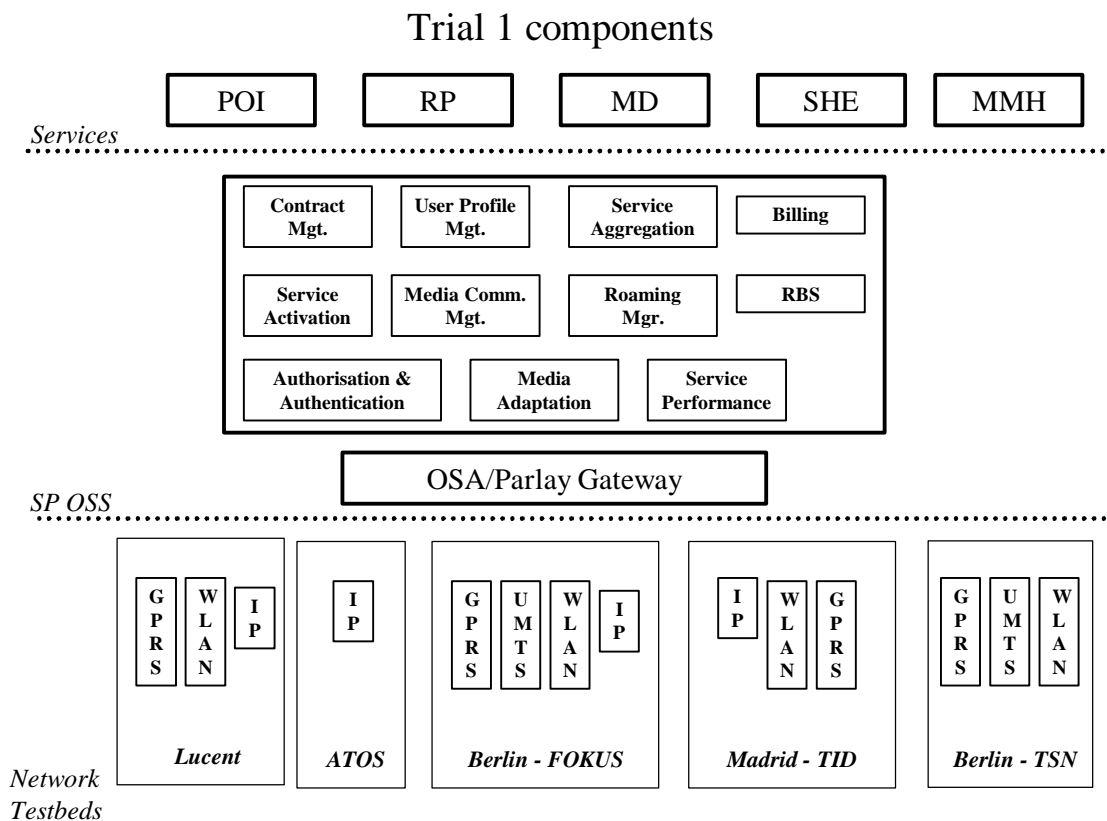 Trial 1 components
POI
RP
MD
SHE
MMH
Services
Contract
Mgt.
User Profile
Mgt.
Service
Aggregation
Billing
Service
Activation
Media Comm.
Mgt.
Roaming
Mgr.
RBS
Authorisation &
Authentication
Media
Adaptation
Service
Performance
OSA/Parlay Gateway
SP OSS
GPRS
WLAN
IP
Lucent
IP
ATOS
GPRS
UMTS
WLAN
IP
Berlin - FOKUS
IP
WLAN
GPRS
Madrid - TID
GPRS
UMTS
WLAN
Berlin - TSN
Network
Testbeds